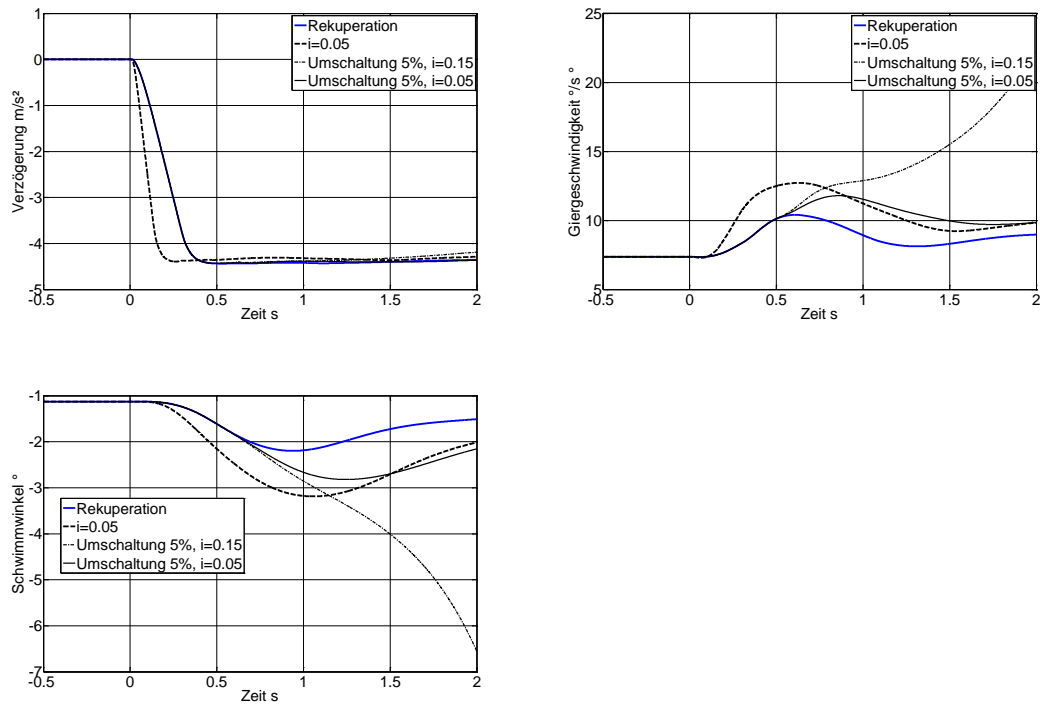 1
0
-1
-2
-3
-4
-5
-0.5
0
0.5
1
1.5
2
Zeit s
Verzögerung m/s²
Rekuperation
i=0.05
Umschaltung 5%, i=0.15
Umschaltung 5%, i=0.05
25
20
15
10
5
-0.5
0
0.5
1
1.5
2
Zeit s
Giergeschwindigkeit °/s °
Rekuperation
i=0.05
Umschaltung 5%, i=0.15
Umschaltung 5%, i=0.05
-1
-2
-3
-4
-5
-6
-7
-0.5
0
0.5
1
1.5
2
Zeit s
Schwimmwinkel °
Rekuperation
i=0.05
Umschaltung 5%, i=0.15
Umschaltung 5%, i=0.05